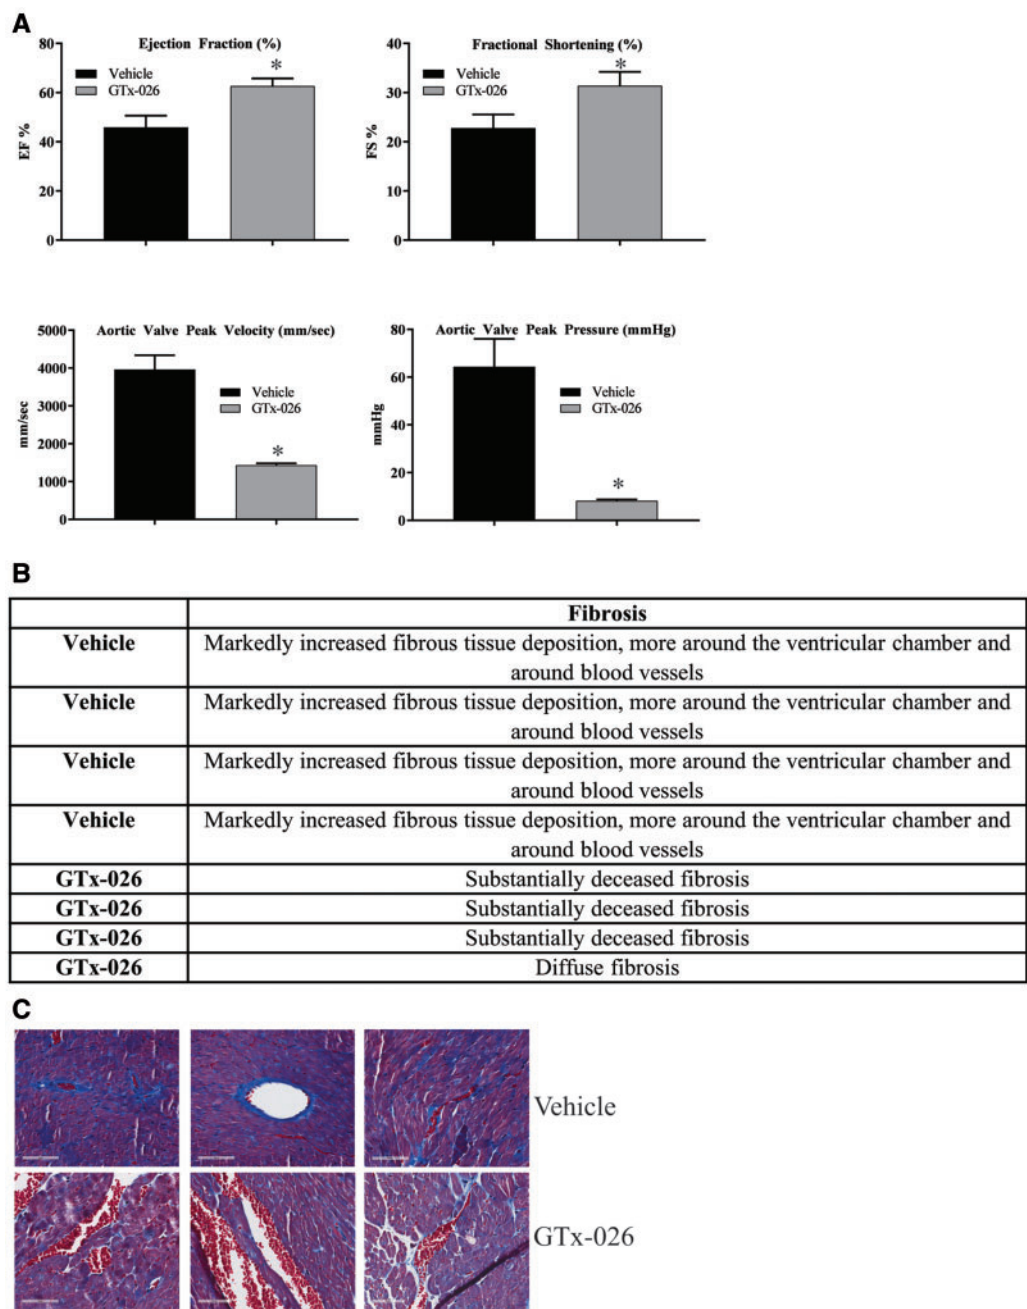 A
Ejection Fraction (%)
Vehicle
GTx-026
*
EF %
80
60
40
20
0
Fractional Shortening (%)
Vehicle
GTx-026
*
FS %
40
30
20
10
0
Aortic Valve Peak Velocity (mm/sec)
Vehicle
GTx-026
*
mm/sec
5000
4000
3000
2000
1000
0
Aortic Valve Peak Pressure (mmHg)
Vehicle
GTx-026
*
mmHg
80
60
40
20
0
B
Fibrosis
Vehicle
Markedly increased fibrous tissue deposition, more around the ventricular chamber and
around blood vessels
Vehicle
Markedly increased fibrous tissue deposition, more around the ventricular chamber and
around blood vessels
Vehicle
Markedly increased fibrous tissue deposition, more around the ventricular chamber and
around blood vessels
Vehicle
Markedly increased fibrous tissue deposition, more around the ventricular chamber and
around blood vessels
GTx-026 Substantially deceased fibrosis
GTx-026 Substantially deceased fibrosis
GTx-026 Substantially deceased fibrosis
GTx-026 Diffuse fibrosis
C
Vehicle
GTx-026